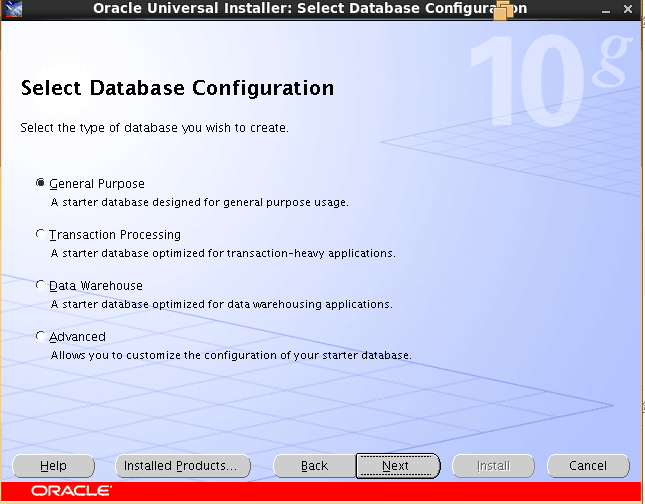 Oracle Universal Installer: Select Database Configuration
10g
Select Database Configuration
Select the type of database you wish to create.
General Purpose
A starter database designed for general purpose usage.
Transaction Processing
A starter database optimized for transaction-heavy applications.
Data Warehouse
A starter database optimized for data warehousing applications.
Advanced
Allows you to customize the configuration of your starter database.
Help Installed Products... Back Next Install Cancel
ORACLE